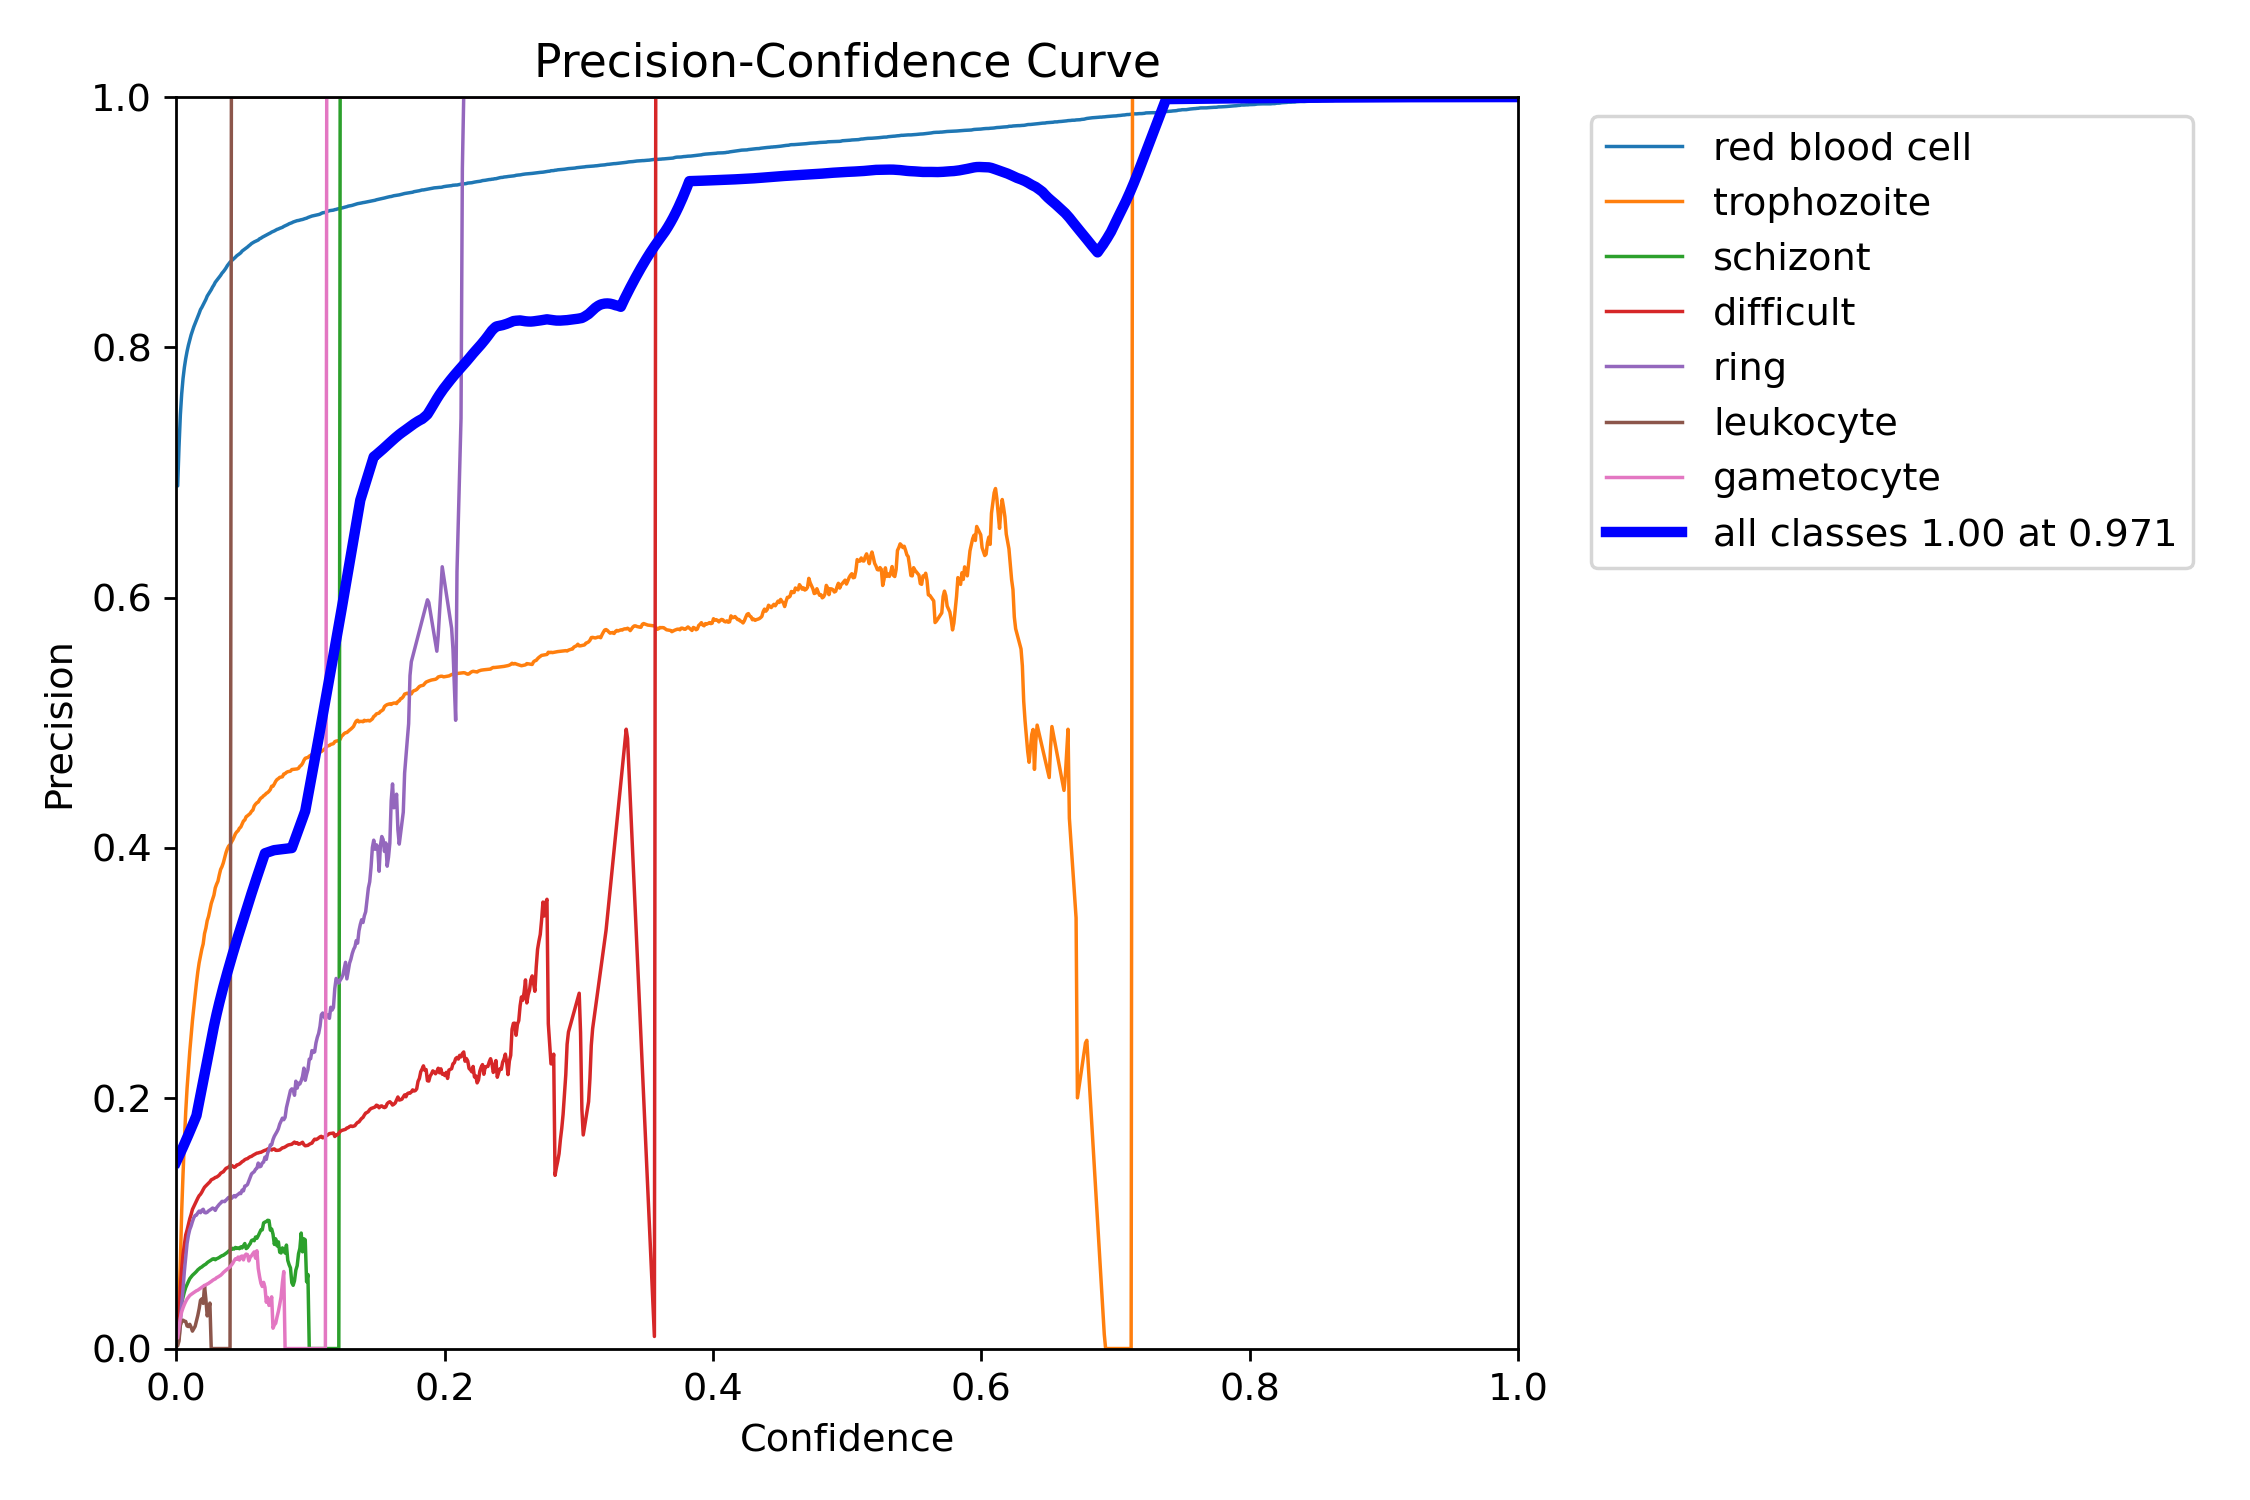 Precision-Confidence Curve
1.0
0.8
0.6
0.4
0.2
0.0
Precision
0.0 0.2 0.4 0.6 0.8 1.0
Confidence
red blood cell
trophozoite
schizont
difficult
ring
leukocyte
gametocyte
all classes 1.00 at 0.971